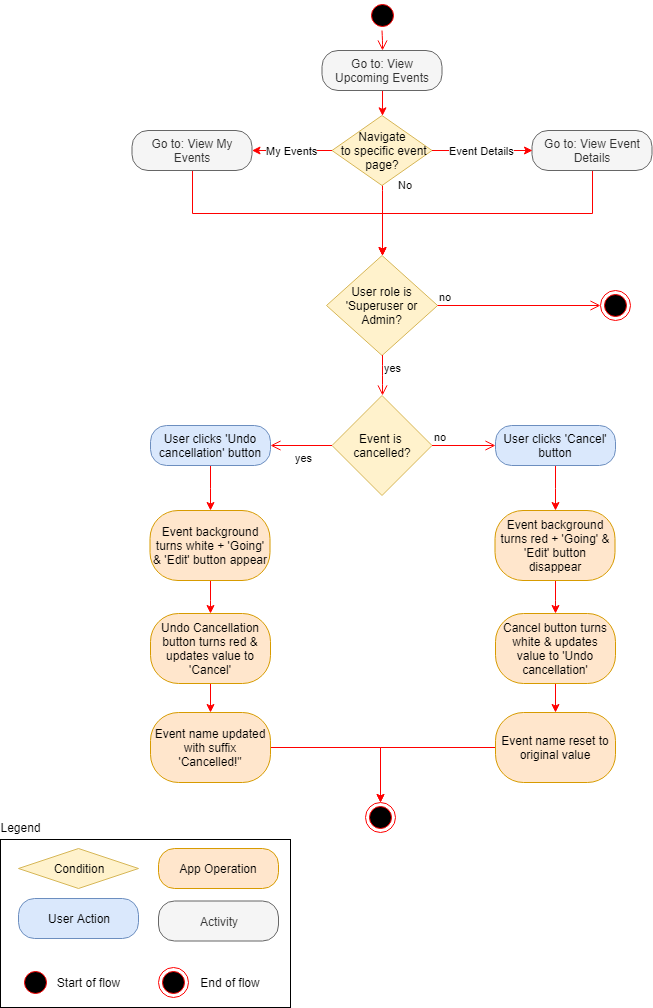 Go to: View
Upcoming Events
Navigate
to specific event
page?
My Events
Event Details
Go to: View My
Events
Go to: View Event
Details
No
User role is
'Superuser or
Admin?
no
yes
Event is
cancelled?
yes
no
User clicks 'Undo
cancellation' button
User clicks 'Cancel'
button
Event background
turns white + 'Going'
& 'Edit' button appear
Event background
turns red + 'Going' &
'Edit' button
disappear
Undo Cancellation
button turns red &
updates value to
'Cancel'
Cancel button turns
white & updates
value to 'Undo
cancellation'
Event name updated
with suffix
'Cancelled!"
Event name reset to
original value
Legend
Condition
App Operation
User Action
Activity
Start of flow
End of flow